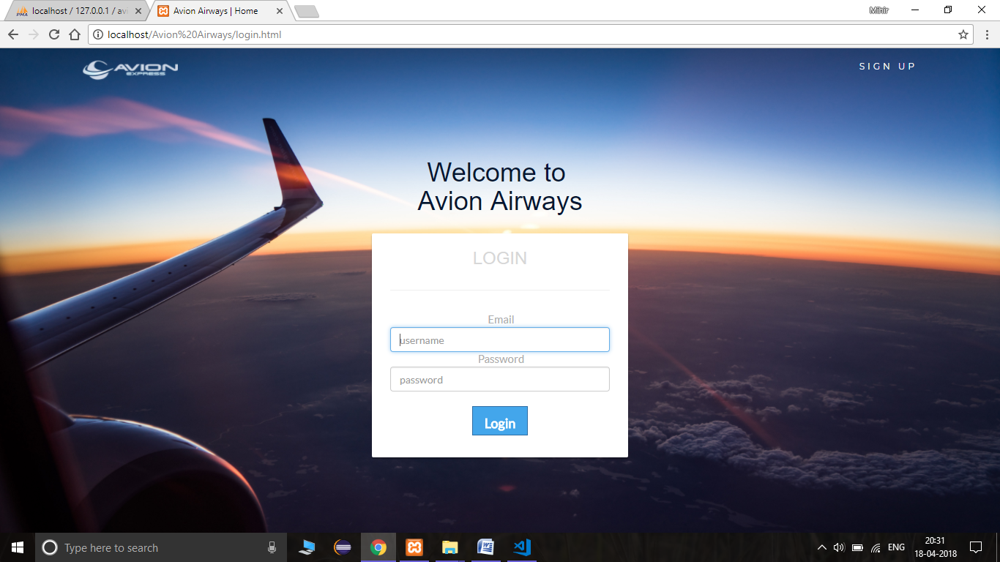 localhost / 127.0.0.1 / avi
Avion Airways | Home
Mihir
localhost/Avion%20Airways/login.html
AVION
EXPRESS
SIGN UP
Welcome to
Avion Airways
LOGIN
Email
username
Password
password
Login
Type here to search
ENG
20:31
18-04-2018